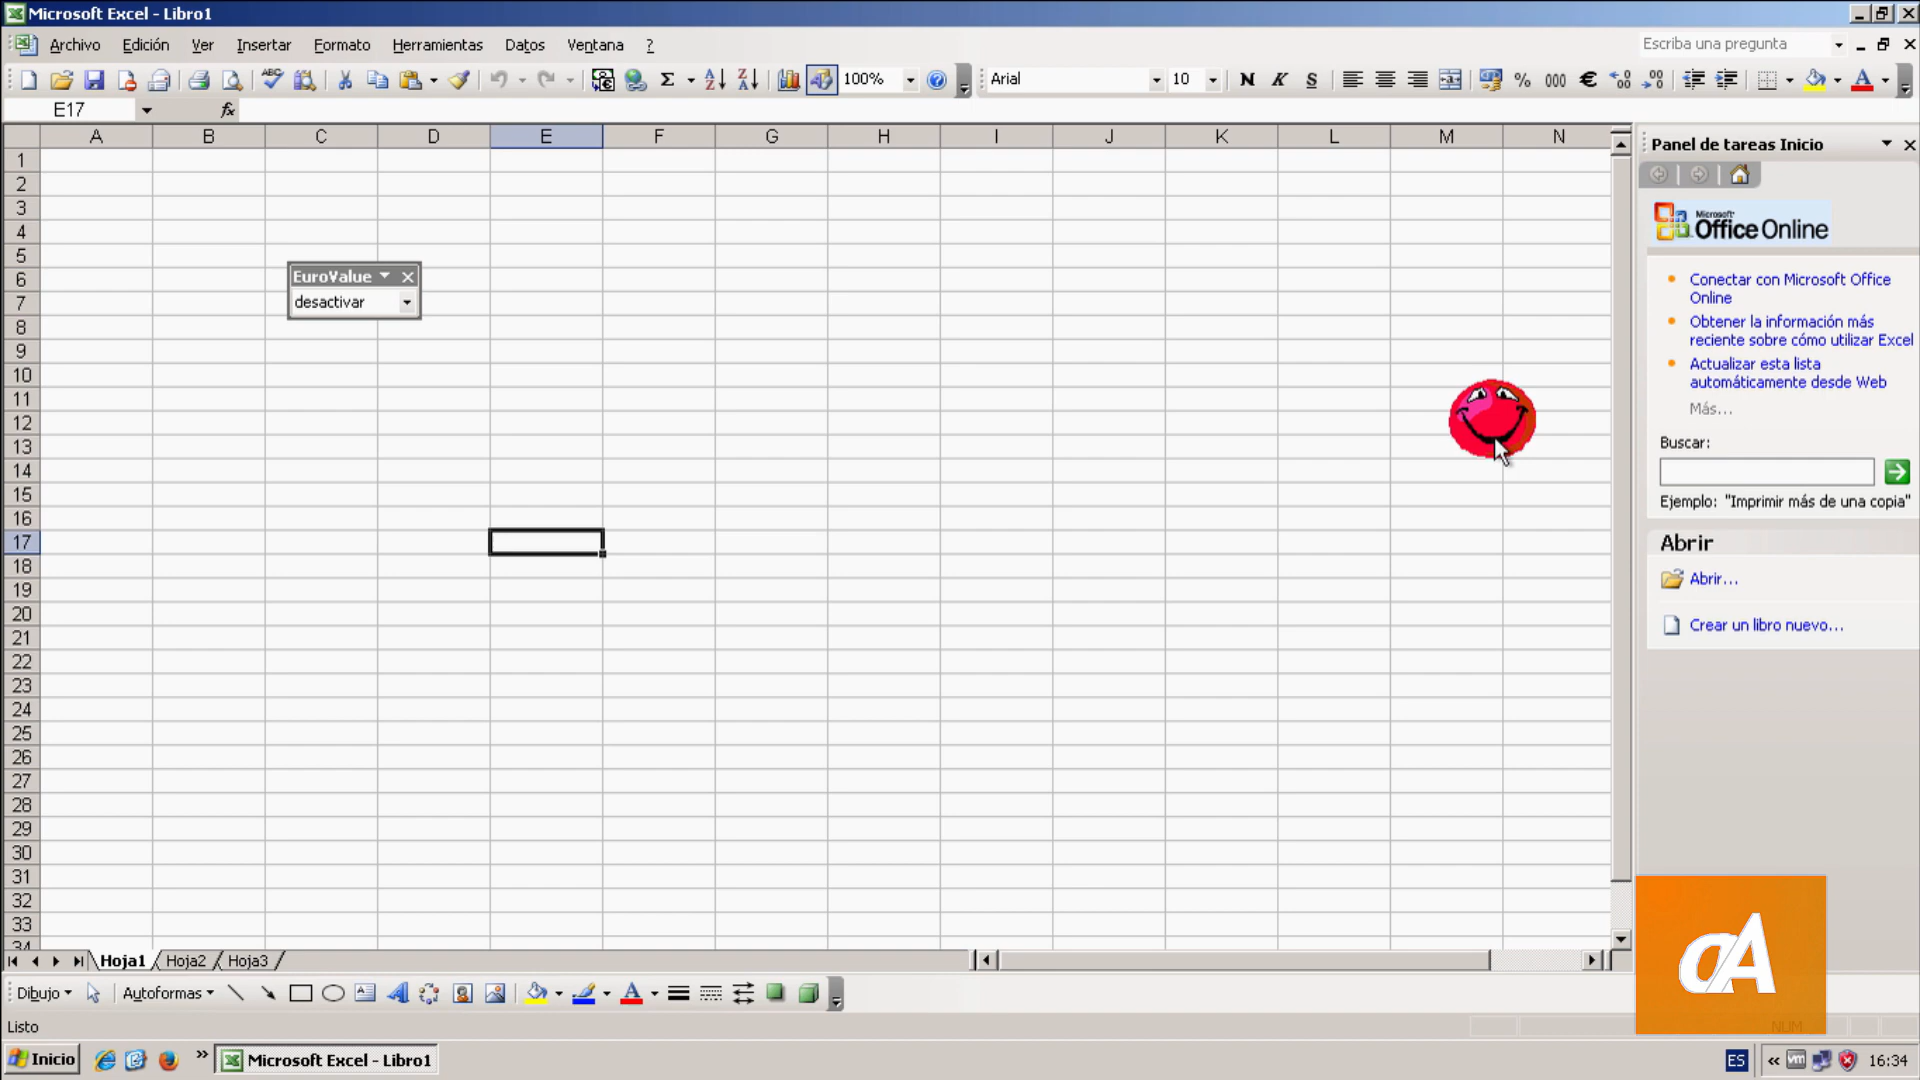 Microsoft Excel - Libro1
Archivo Edición Ver Insertar Formato Herramientas Datos Ventana ?
Escriba una pregunta
100%
Arial
10
N K S
% 000 €
E17
fx
A B C D E F G H I J K L M N
1
2
3
4
5
6
7
8
9
10
11
12
13
14
15
16
17
18
19
20
21
22
23
24
25
26
27
28
29
30
31
32
33
34
EuroValue
desactivar
Panel de tareas Inicio
Microsoft
Office Online
Conectar con Microsoft Office
Online
Obtener la información más
reciente sobre cómo utilizar Excel
Actualizar esta lista
automáticamente desde Web
Más...
Buscar:
Ejemplo: "Imprimir más de una copia"
Abrir
Abrir...
Crear un libro nuevo...
Hoja1 Hoja2 Hoja3
Dibujo
Autoformas
Listo
NUM
Inicio
Microsoft Excel - Libro1
ES
16:34